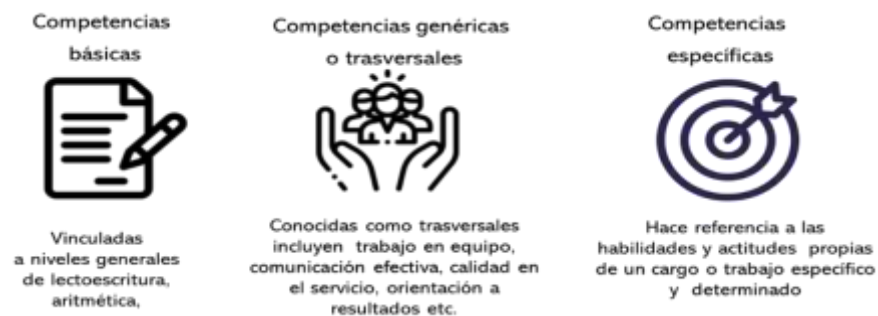 Competencias
básicas
Vinculadas
a niveles generales
de lectoescritura,
aritmética,
Competencias genéricas
o trasversales
Conocidas como trasversales
incluyen trabajo en equipo,
comunicación efectiva, calidad en
el servicio, orientación a
resultados etc.
Competencias
específicas
Hace referencia a las
habilidades y actitudes propias
de un cargo o trabajo específico
y determinado